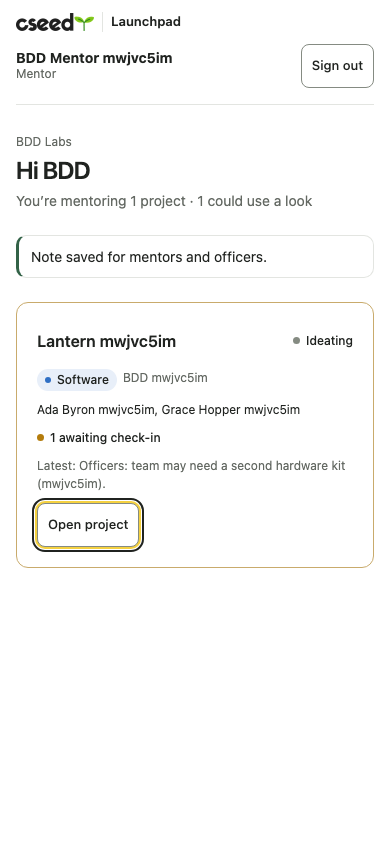 cseed
Launchpad
BDD Mentor mwjvc5im
Mentor
Sign out
BDD Labs
Hi BDD
You’re mentoring 1 project · 1 could use a look
Note saved for mentors and officers.
Lantern mwjvc5im
Ideating
Software
BDD mwjvc5im
Ada Byron mwjvc5im, Grace Hopper mwjvc5im
1 awaiting check-in
Latest: Officers: team may need a second hardware kit
(mwjvc5im).
Open project